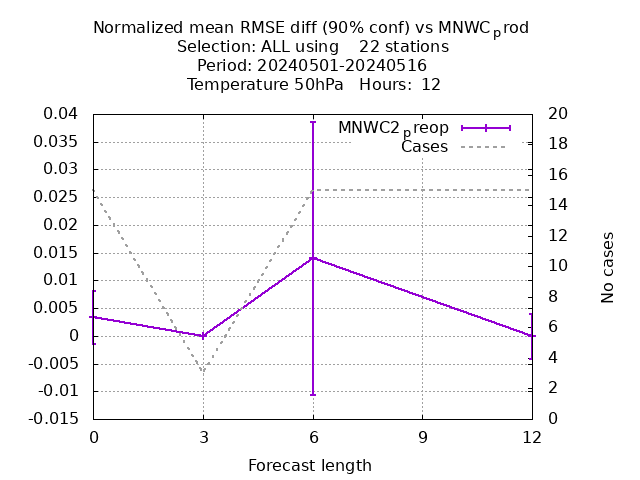 Normalized mean RMSE diff (90% conf) vs MNWCprod
Selection: ALL using 22 stations
Period: 20240501-20240516
Temperature 50hPa Hours: 12
0.04
0.035
0.03
0.025
0.02
0.015
0.01
0.005
0
-0.005
-0.01
-0.015
MNWC2preop
Cases
20
18
16
14
12
10
8
6
4
2
0
No cases
0 3 6 9 12
Forecast length